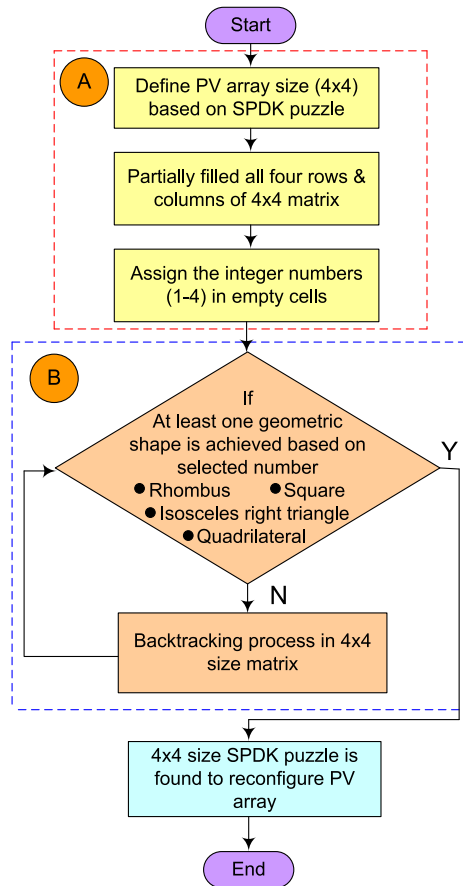 Start
A
Define PV array size (4x4)
based on SPDK puzzle
Partially filled all four rows &
columns of 4x4 matrix
Assign the integer numbers
(1-4) in empty cells
B
If
At least one geometric
shape is achieved based on
selected number
● Rhombus ● Square
● Isosceles right triangle
● Quadrilateral
Y
N
Backtracking process in 4x4
size matrix
4x4 size SPDK puzzle is
found to reconfigure PV
array
End